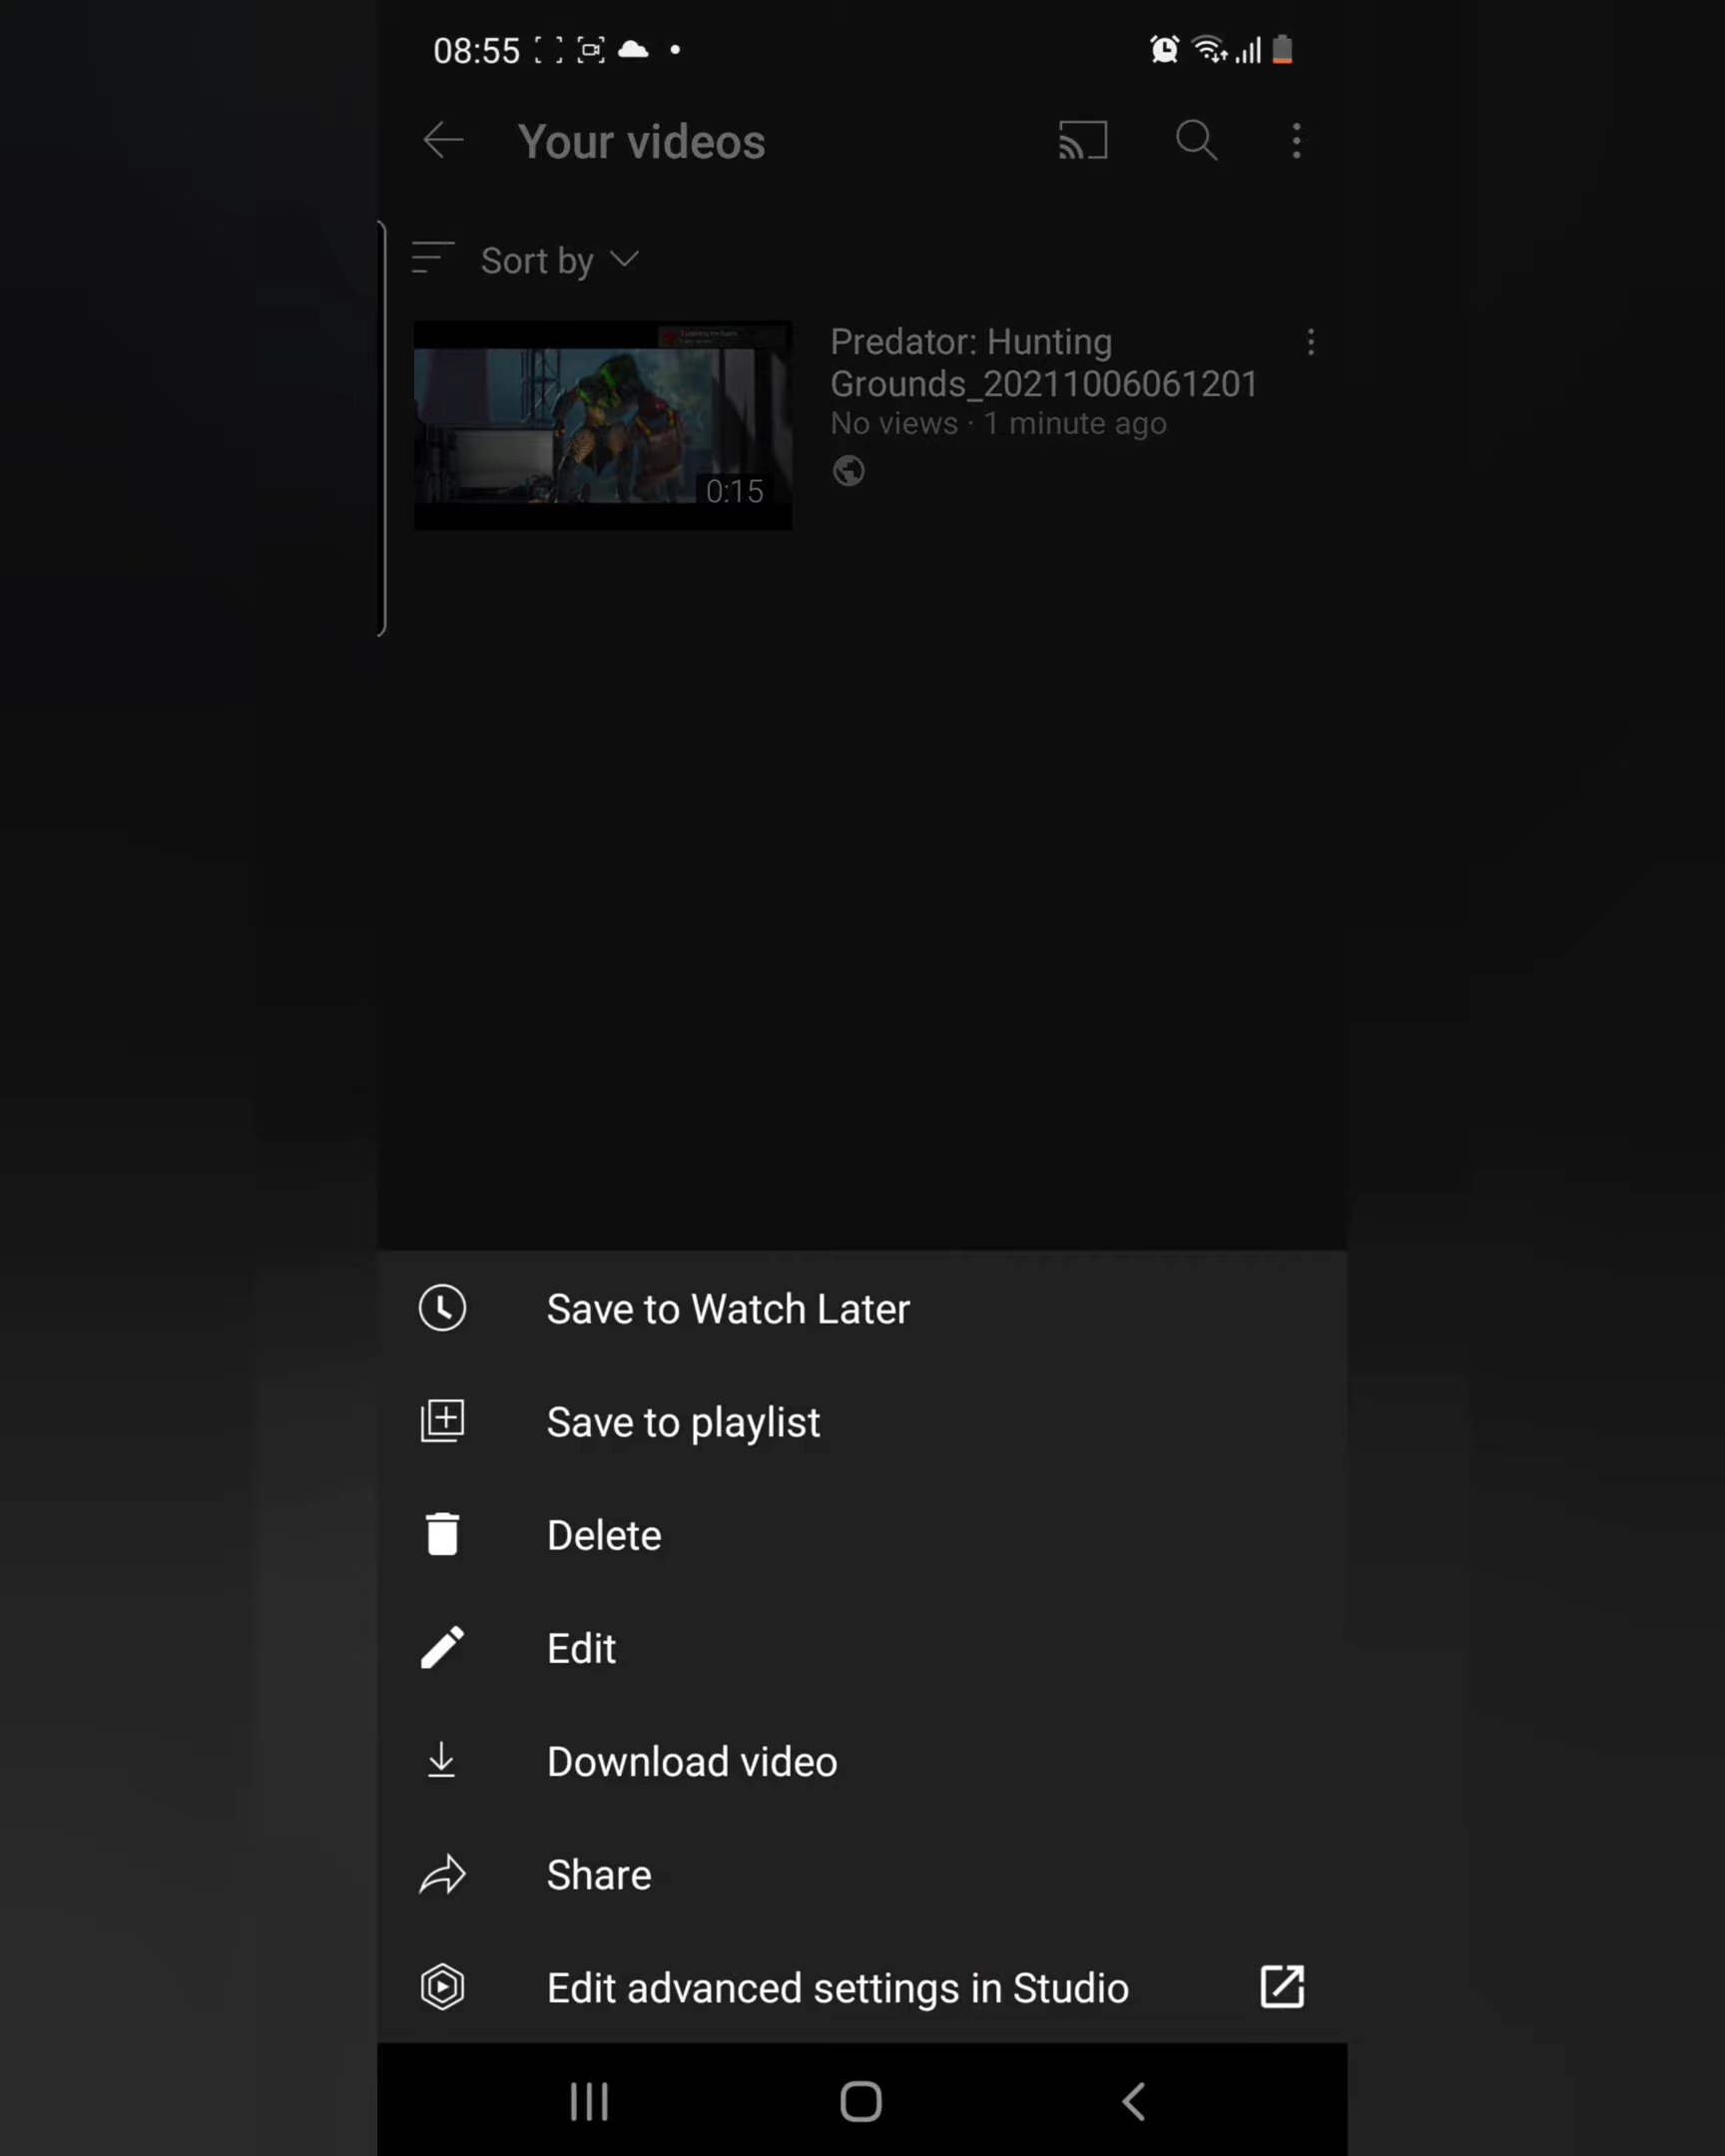 08:55
Your videos
Sort by
Predator: Hunting
Grounds_20211006061201
No views · 1 minute ago
0:15
Save to Watch Later
Save to playlist
Delete
Edit
Download video
Share
Edit advanced settings in Studio